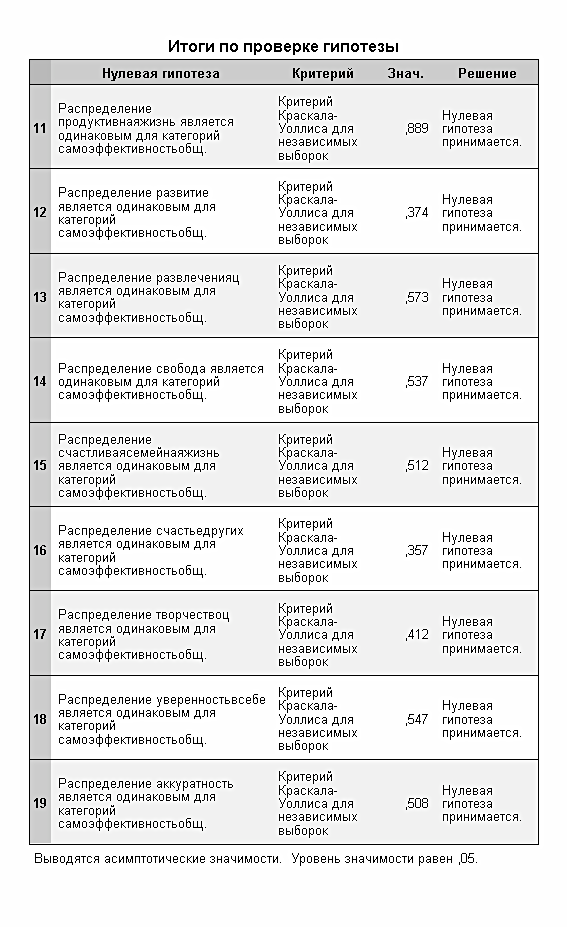 Итоги по проверке гипотезы
Нулевая гипотеза Критерий Знач. Решение
11
Распределение
продуктивнаяжизнь является
одинаковым для категорий
самоэффективностьобщ.
Критерий
Краскала-
Уоллиса для
независимых
выборок
,889
Нулевая
гипотеза
принимается.
12
Распределение развитие
является одинаковым для
категорий
самоэффективностьобщ.
Критерий
Краскала-
Уоллиса для
независимых
выборок
,374
Нулевая
гипотеза
принимается.
13
Распределение развлеченияц
является одинаковым для
категорий
самоэффективностьобщ.
Критерий
Краскала-
Уоллиса для
независимых
выборок
,573
Нулевая
гипотеза
принимается.
14
Распределение свобода является
одинаковым для категорий
самоэффективностьобщ.
Критерий
Краскала-
Уоллиса для
независимых
выборок
,537
Нулевая
гипотеза
принимается.
15
Распределение
счастливаясемейнаяжизнь
является одинаковым для
категорий
самоэффективностьобщ.
Критерий
Краскала-
Уоллиса для
независимых
выборок
,512
Нулевая
гипотеза
принимается.
16
Распределение счастьедругих
является одинаковым для
категорий
самоэффективностьобщ.
Критерий
Краскала-
Уоллиса для
независимых
выборок
,357
Нулевая
гипотеза
принимается.
17
Распределение творчествоц
является одинаковым для
категорий
самоэффективностьобщ.
Критерий
Краскала-
Уоллиса для
независимых
выборок
,412
Нулевая
гипотеза
принимается.
18
Распределение уверенностьвсебе
является одинаковым для
категорий
самоэффективностьобщ.
Критерий
Краскала-
Уоллиса для
независимых
выборок
,547
Нулевая
гипотеза
принимается.
19
Распределение аккуратность
является одинаковым для
категорий
самоэффективностьобщ.
Критерий
Краскала-
Уоллиса для
независимых
выборок
,508
Нулевая
гипотеза
принимается.
Выводятся асимптотические значимости. Уровень значимости равен ,05.